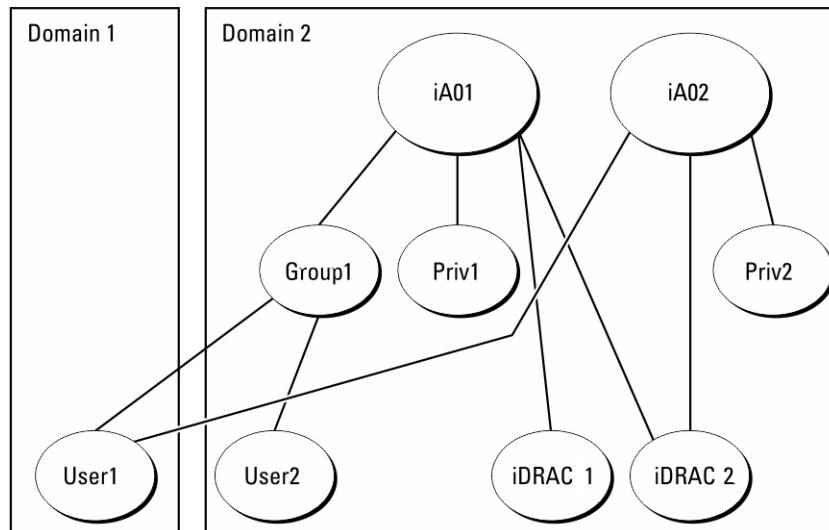 Domain 1
Domain 2
iA01
iA02
Group1
Priv1
Priv2
User1
User2
iDRAC 1
iDRAC 2